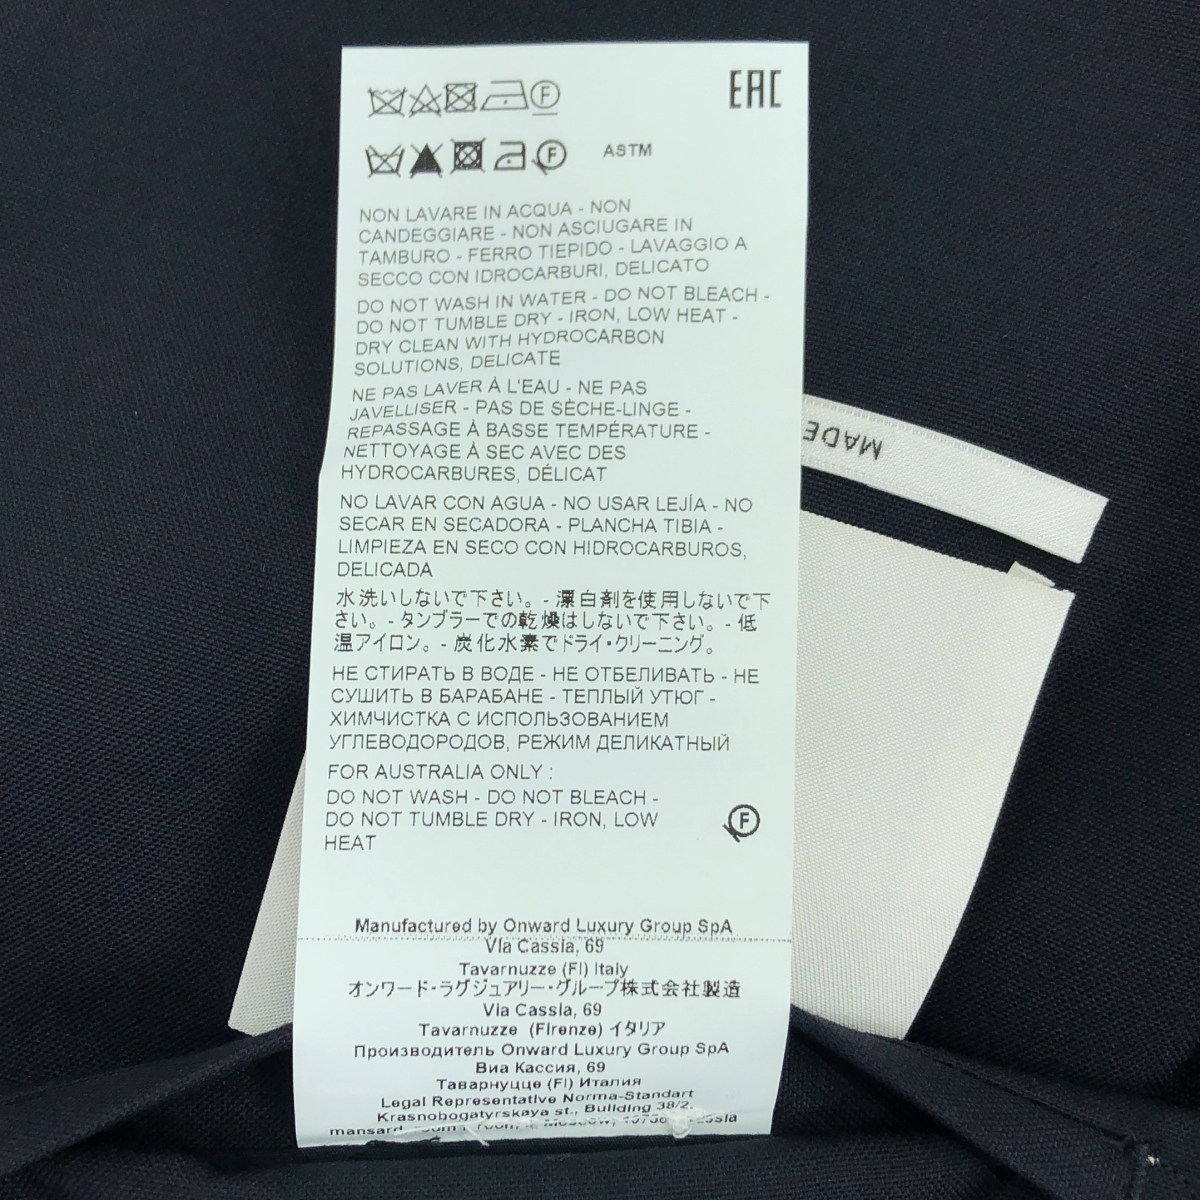 EAC
F
F ASTM
NON LAVARE IN ACQUA - NON
CANDEGGIARE - NON ASCIUGARE IN
TAMBURO - FERRO TIEPIDO - LAVAGGIO A
SECCO CON IDROCARBURI, DELICATO
DO NOT WASH IN WATER - DO NOT BLEACH -
DO NOT TUMBLE DRY - IRON, LOW HEAT -
DRY CLEAN WITH HYDROCARBON
SOLUTIONS, DELICATE
NE PAS LAVER À L'EAU - NE PAS
JAVELLISER - PAS DE SÈCHE-LINGE -
REPASSAGE À BASSE TEMPÉRATURE -
NETTOYAGE À SEC AVEC DES
HYDROCARBURES, DÉLICAT
NO LAVAR CON AGUA - NO USAR LEJÍA - NO
SECAR EN SECADORA - PLANCHA TIBIA -
LIMPIEZA EN SECO CON HIDROCARBUROS,
DELICADA
水洗いしないで下さい。- 漂白剤を使用しないで下
さい。- タンブラーでの乾燥はしないで下さい。- 低
温アイロン。- 炭化水素でドライ・クリーニング。
НЕ СТИРАТЬ В ВОДЕ - НЕ ОТБЕЛИВАТЬ - НЕ
СУШИТЬ В БАРАБАНЕ - ТЕПЛЫЙ УТЮГ -
ХИМЧИСТКА С ИСПОЛЬЗОВАНИЕМ
УГЛЕВОДОРОДОВ, РЕЖИМ ДЕЛИКАТНЫЙ
FOR AUSTRALIA ONLY :
DO NOT WASH - DO NOT BLEACH -
DO NOT TUMBLE DRY - IRON, LOW
HEAT
F
Manufactured by Onward Luxury Group SpA
Via Cassia, 69
Tavarnuzze (FI) Italy
オンワード・ラグジュアリー・グループ株式会社製造
Via Cassia, 69
Tavarnuzze (Firenze) イタリア
Производитель Onward Luxury Group SpA
Виа Кассия, 69
Таварнуцце (FI) Италия
Legal Representative Norma-Standart
Krasnobogatyrskaya st., Building 38/2,
Moscow,
MADE